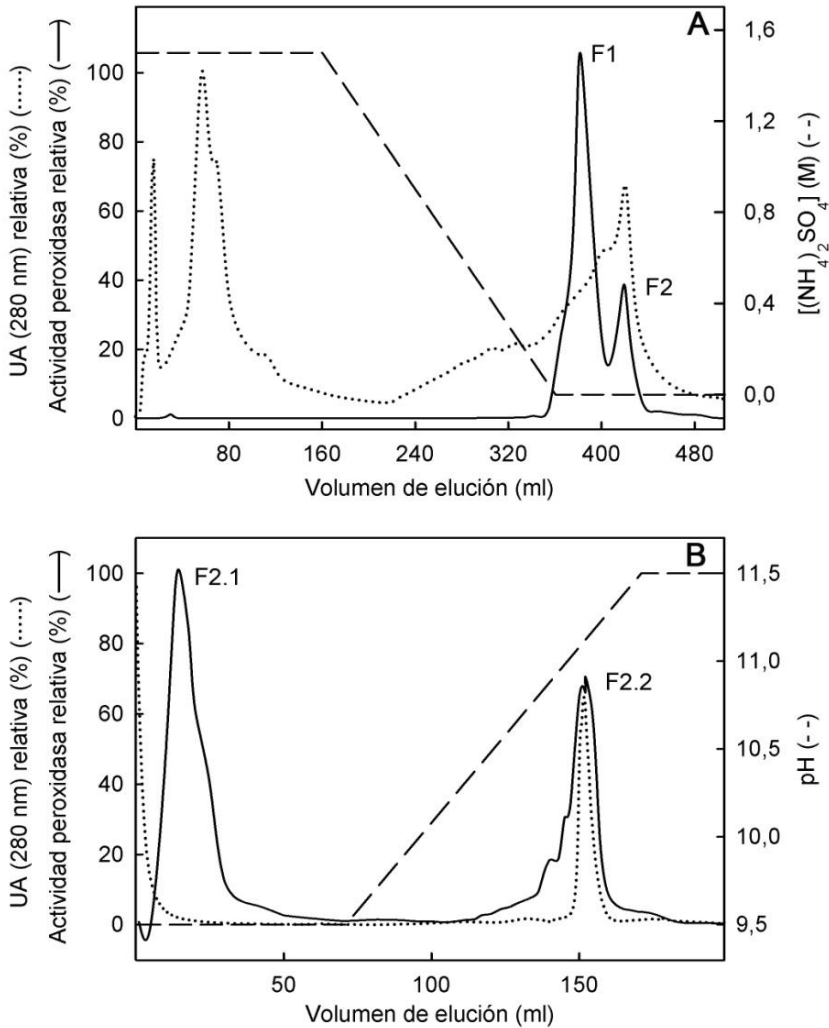 A
F1
F2
UA (280 nm) relativa (%) (.....)
Actividad peroxidasa relativa (%) (—)
100
80
60
40
20
0
1,6
1,2
0,8
0,4
0,0
[(NH4)2SO4] (M) (- -)
80
160
240
320
400
480
Volumen de elución (ml)
B
F2.1
F2.2
UA (280 nm) relativa (%) (.....)
Actividad peroxidasa relativa (%) (—)
100
80
60
40
20
0
11,5
11,0
10,5
10,0
9,5
pH (- -)
50
100
150
Volumen de elución (ml)